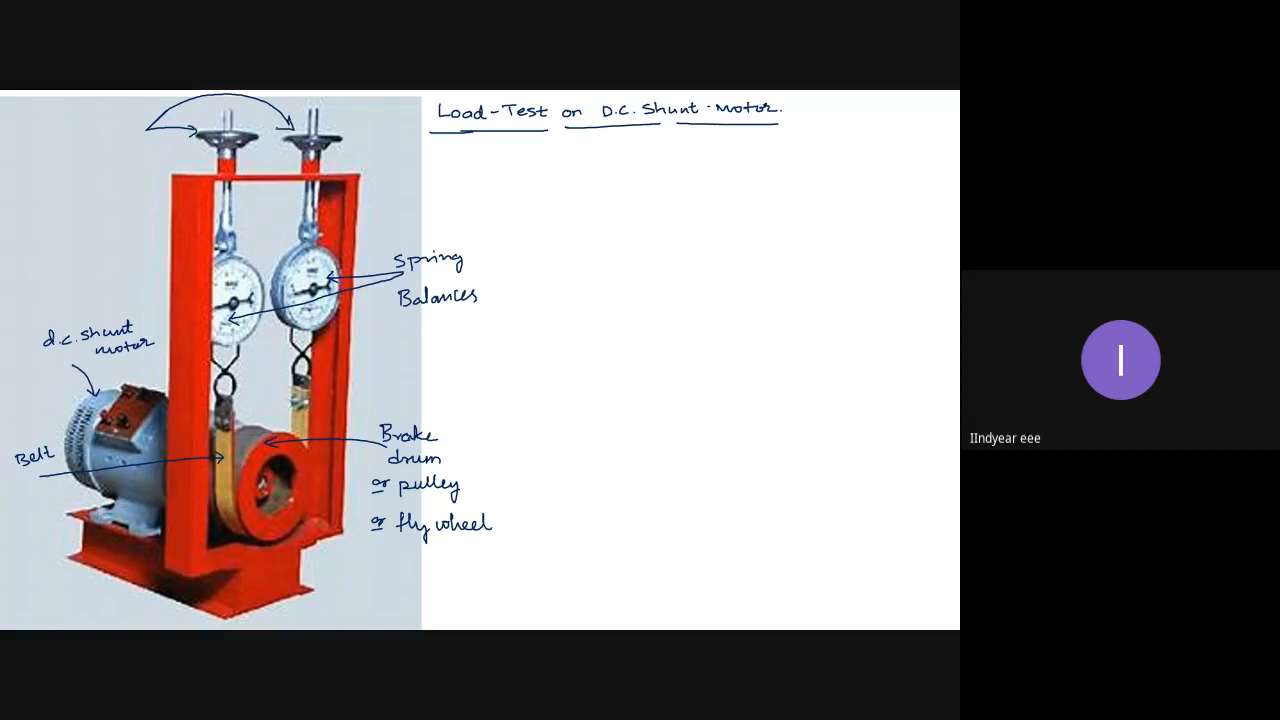 Load-Test on D.C. Shunt-Motor.
Spring
Balances
d.c. shunt
motor
Brake
drum
Belt
or pulley
or fly wheel
IIndyear eee
I